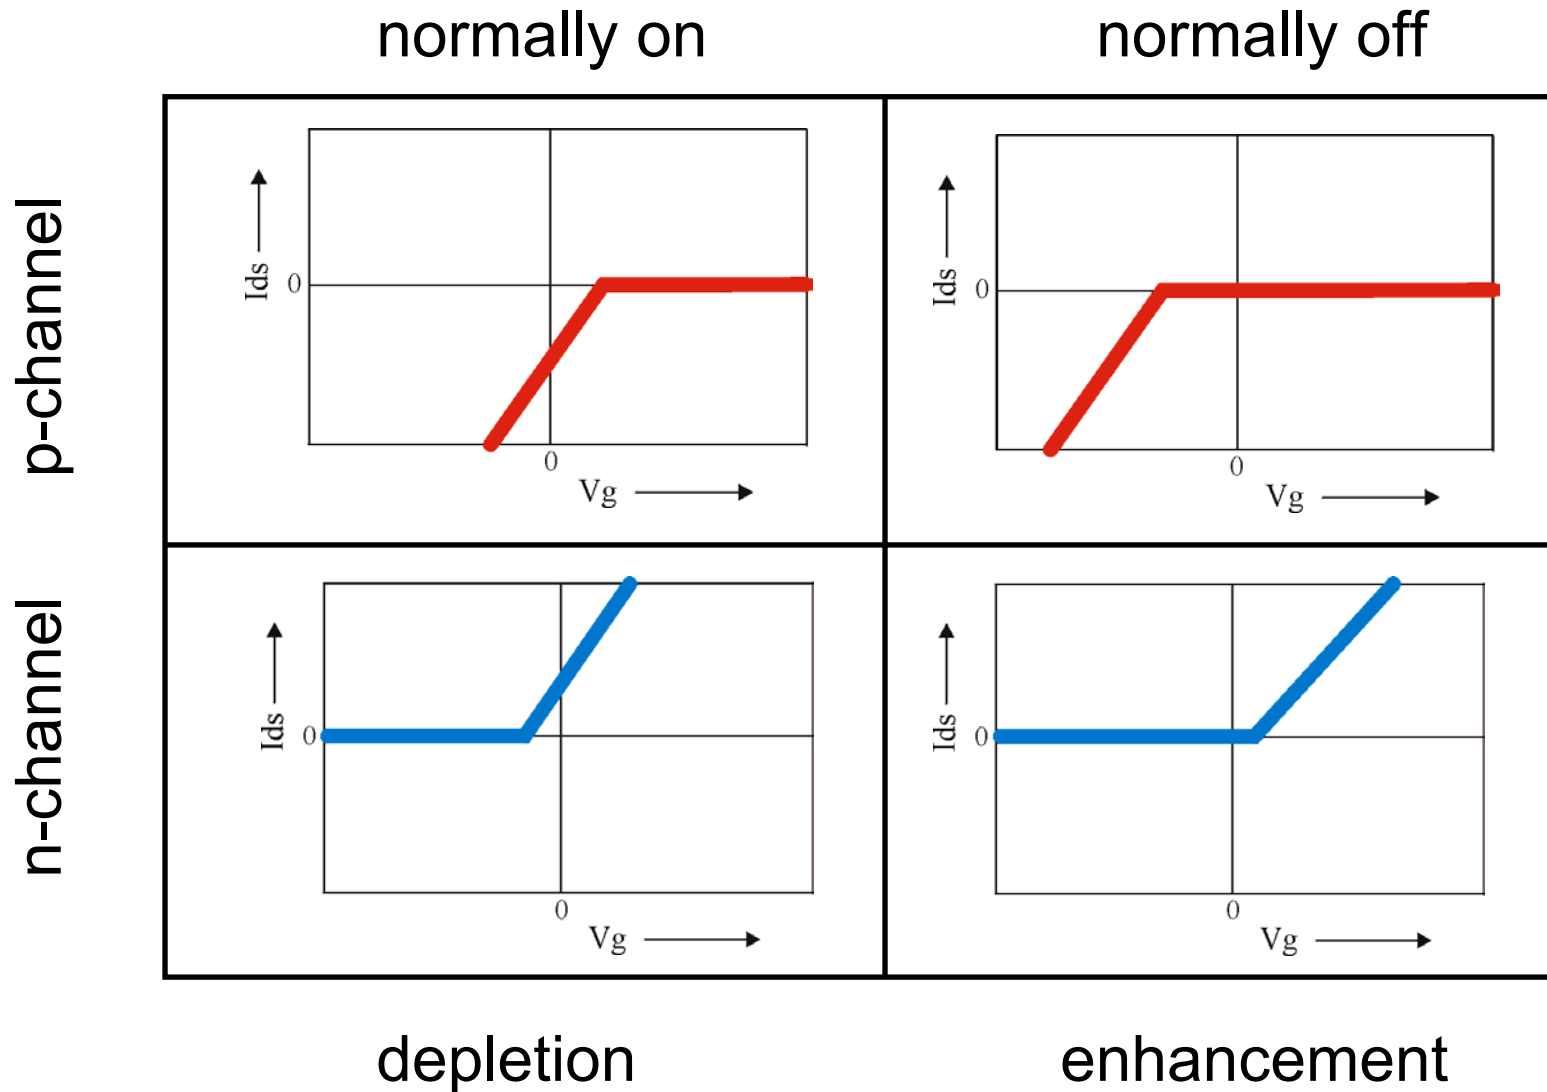 normally on
normally off
p-channel
Ids
0
0
Vg
Ids
0
0
Vg
n-channel
Ids
0
0
Vg
Ids
0
0
Vg
depletion
enhancement